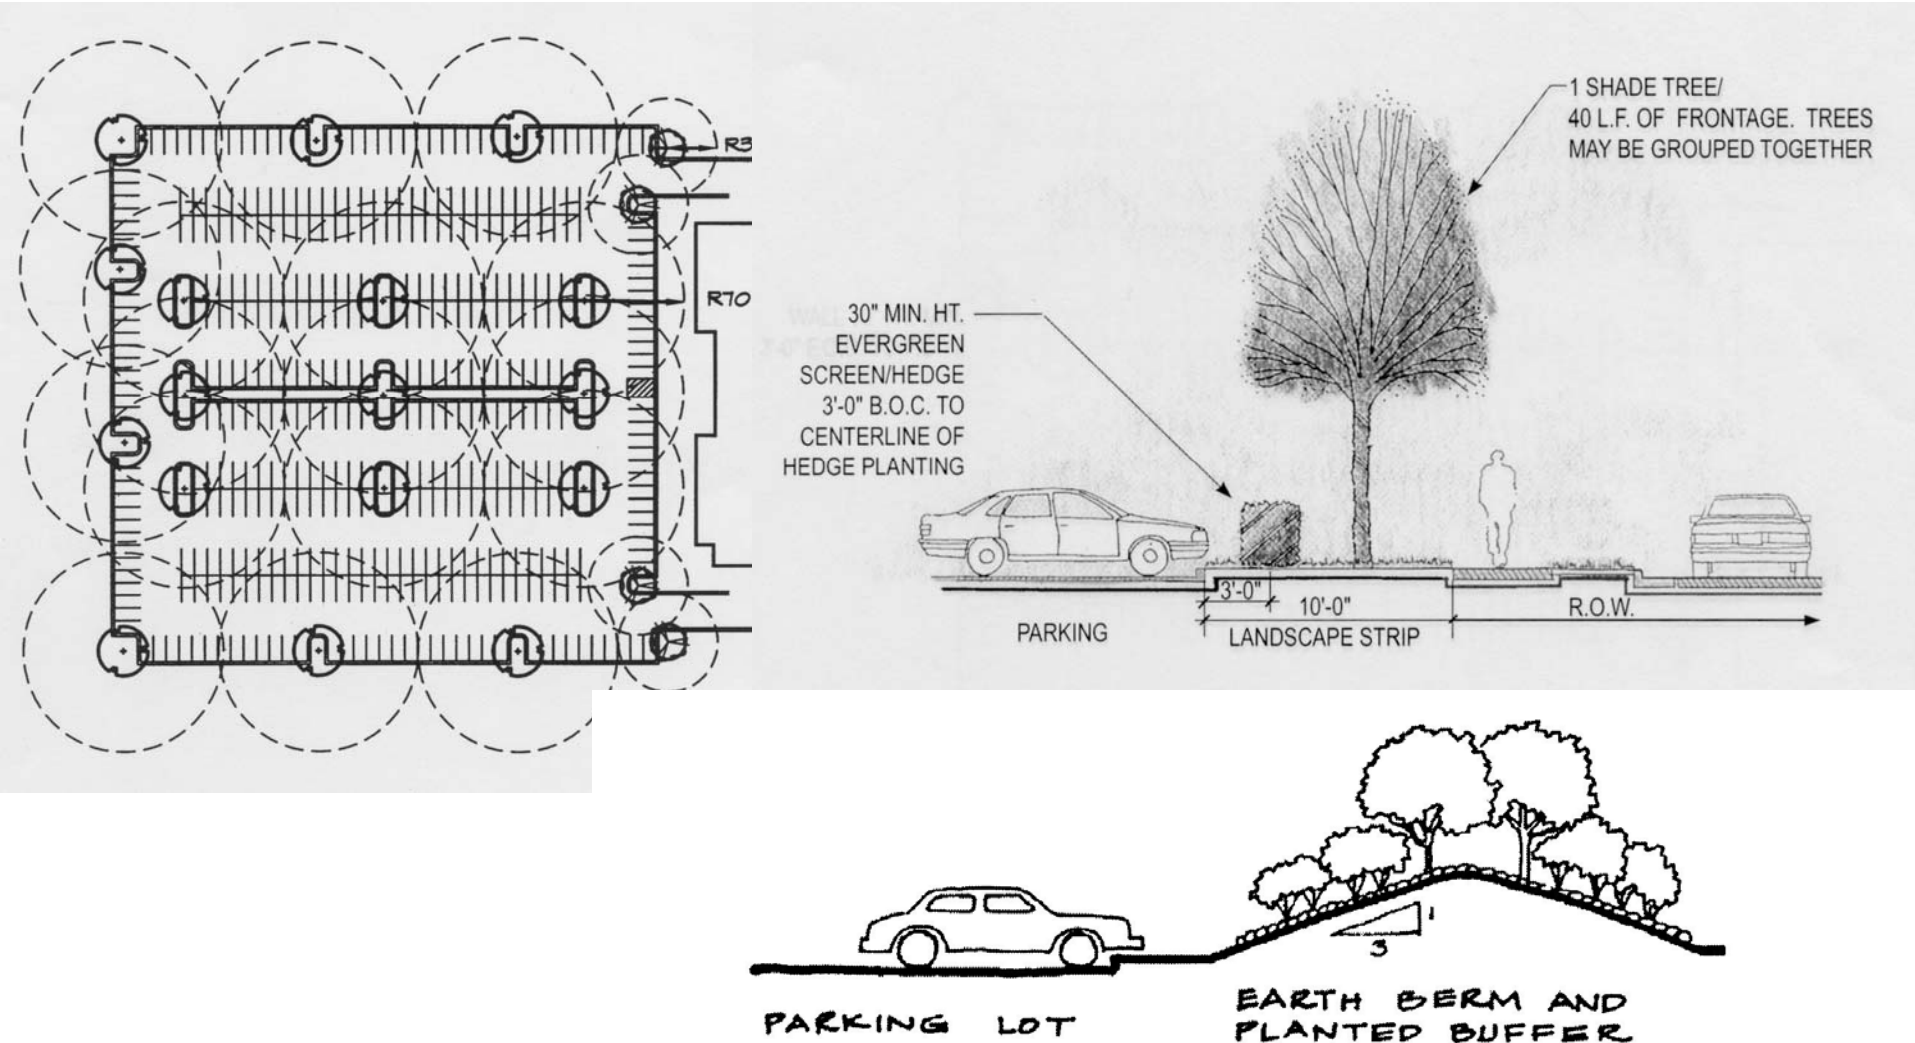 R3
R70
1 SHADE TREE/
40 L.F. OF FRONTAGE. TREES
MAY BE GROUPED TOGETHER
30" MIN. HT.
EVERGREEN
SCREEN/HEDGE
3'-0" B.O.C. TO
CENTERLINE OF
HEDGE PLANTING
3'-0"
10'-0"
R.O.W.
PARKING
LANDSCAPE STRIP
1
3
PARKING LOT
EARTH BERM AND
PLANTED BUFFER